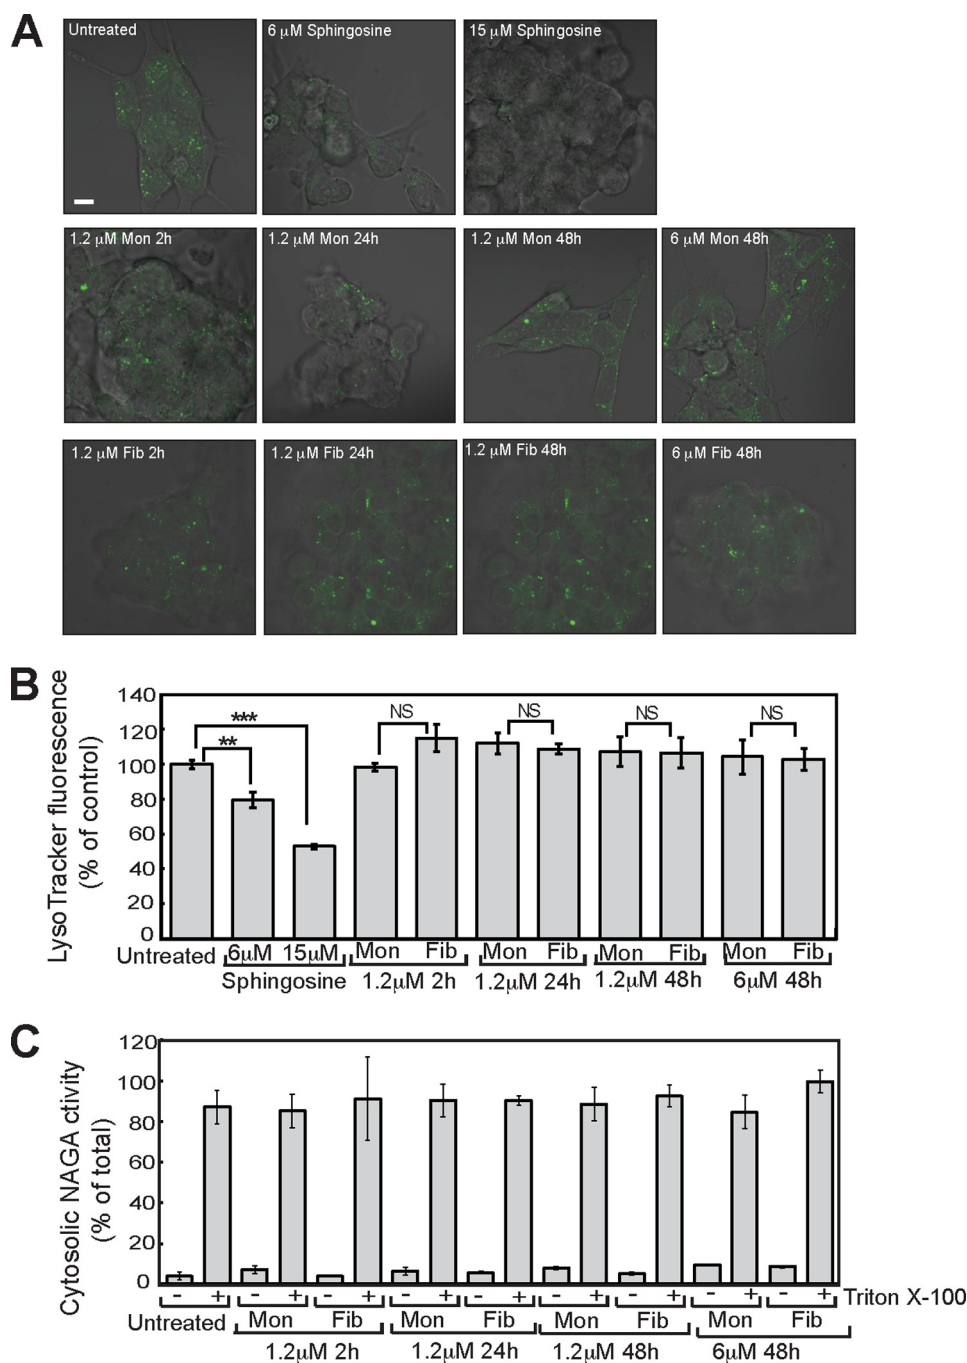 A
Untreated
6 μM Sphingosine
15 μM Sphingosine
1.2 μM Mon 2h
1.2 μM Mon 24h
1.2 μM Mon 48h
6 μM Mon 48h
1.2 μM Fib 2h
1.2 μM Fib 24h
1.2 μM Fib 48h
6 μM Fib 48h
B
LysoTracker fluorescence
(% of control)
140
120
100
80
60
40
20
0
***
**
NS
NS
NS
NS
Untreated
6μM 15μM
Mon Fib
Mon Fib
Mon Fib
Mon Fib
Sphingosine
1.2μM 2h
1.2μM 24h
1.2μM 48h
6μM 48h
C
Cytosolic NAGA ctivity
(% of total)
120
100
80
60
40
20
0
- + - + - + - + - + - + - + - + - + Triton X-100
Untreated
Mon Fib
Mon Fib
Mon Fib
Mon Fib
1.2μM 2h
1.2μM 24h
1.2μM 48h
6μM 48h